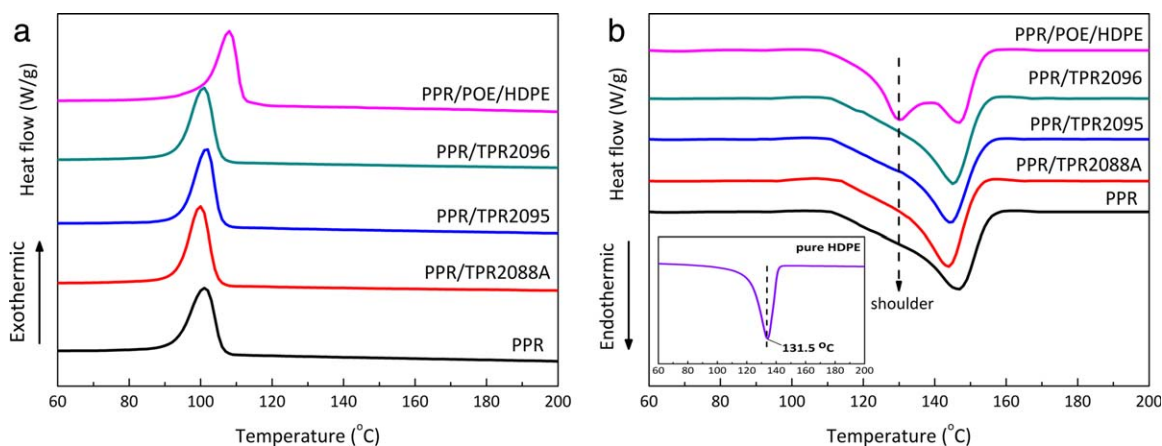 a
Heat flow (W/g)
Exothermic
PPR/POE/HDPE
PPR/TPR2096
PPR/TPR2095
PPR/TPR2088A
PPR
60 80 100 120 140 160 180 200
Temperature (°C)
b
Heat flow (W/g)
Endothermic
PPR/POE/HDPE
PPR/TPR2096
PPR/TPR2095
PPR/TPR2088A
PPR
shoulder
pure HDPE
131.5 °C
60 80 100 120 140 160 180 200
60 80 100 120 140 160 180 200
Temperature (°C)